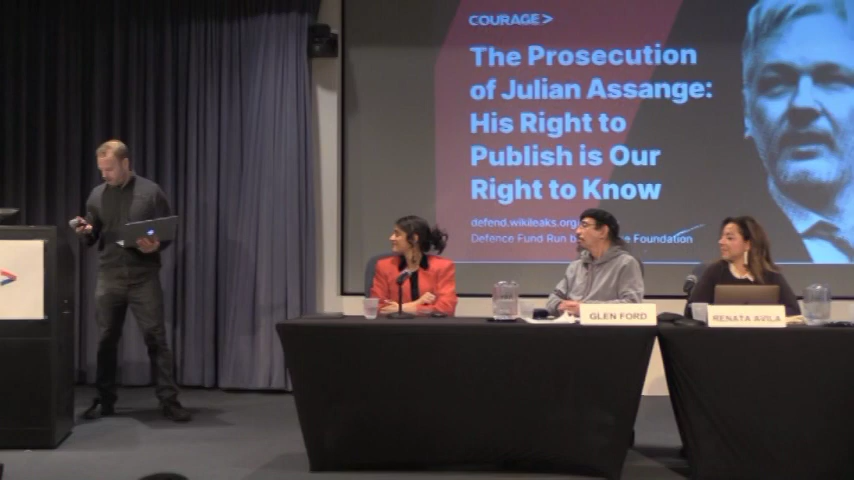 COURAGE>
The Prosecution
of Julian Assange:
His Right to
Publish is Our
Right to Know
defend.wikileaks.org
Defence Fund Run Foundation
GLEN FORD
RENATA AVILA